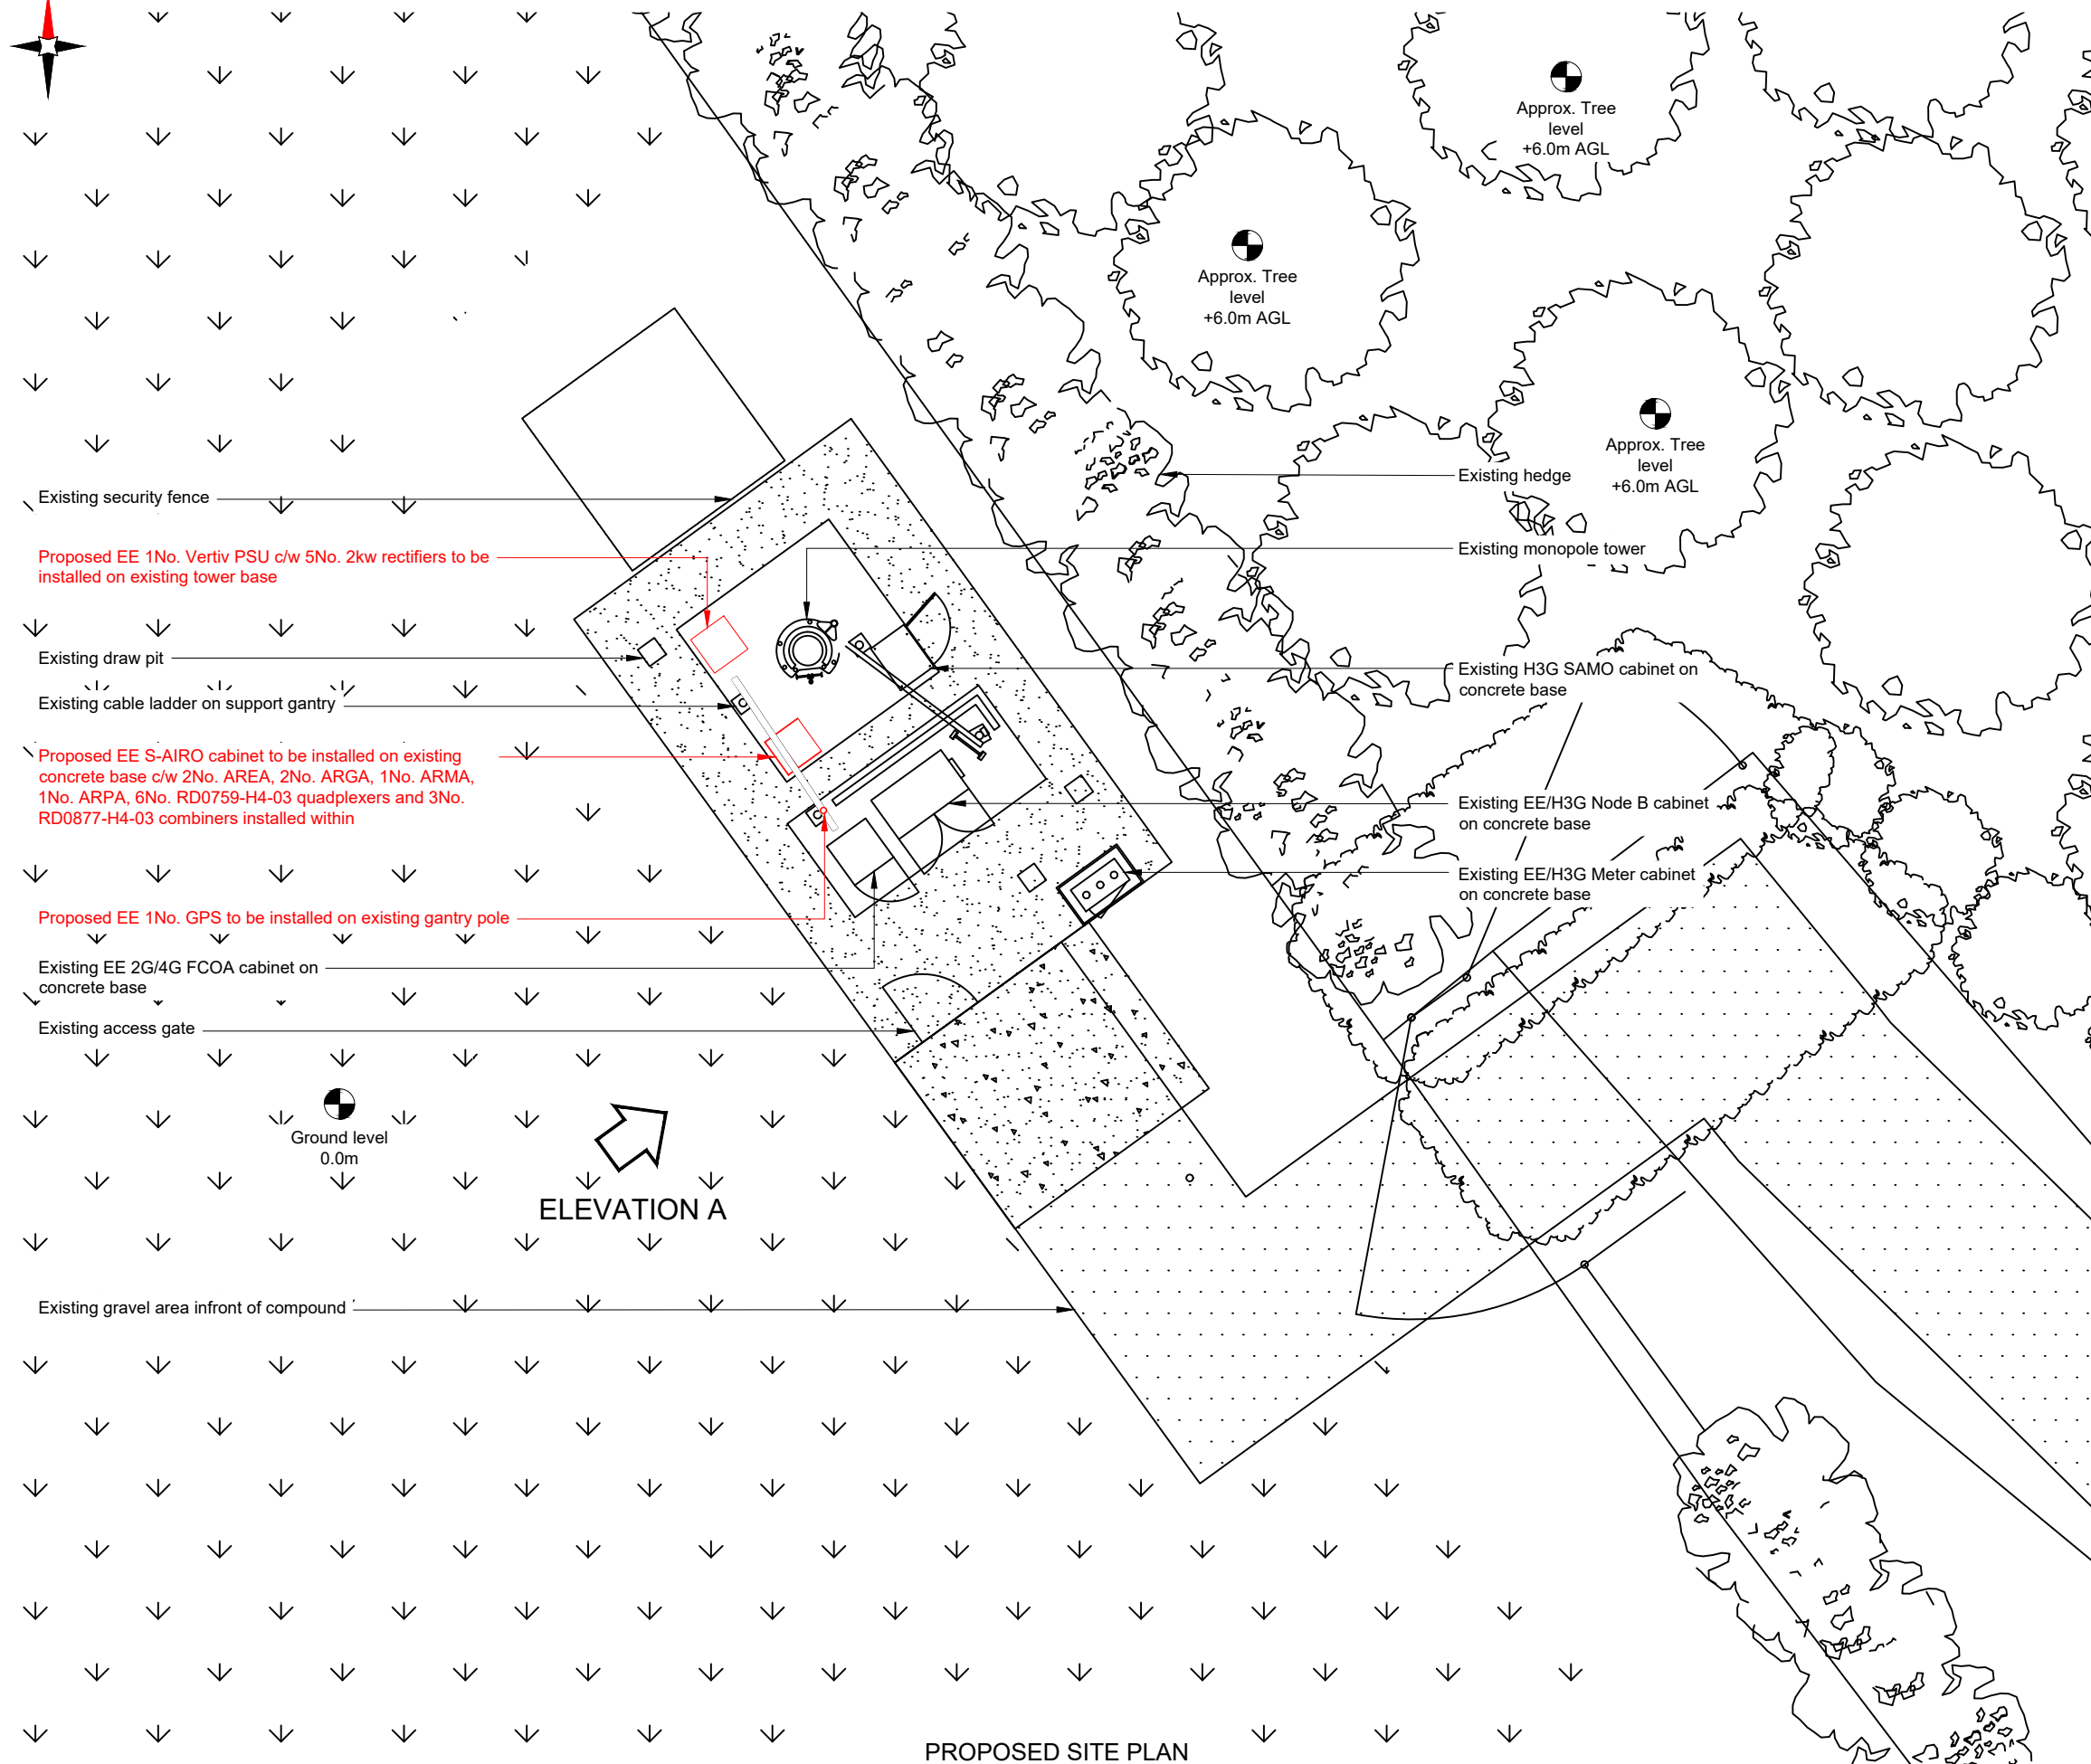 Approx. Tree
level
+6.0m AGL
Approx. Tree
level
+6.0m AGL
Approx. Tree
level
+6.0m AGL
Existing security fence
Proposed EE 1No. Vertiv PSU c/w 5No. 2kw rectifiers to be
installed on existing tower base
Existing draw pit
Existing cable ladder on support gantry
Proposed EE S-AIRO cabinet to be installed on existing
concrete base c/w 2No. AREA, 2No. ARGA, 1No. ARMA,
1No. ARPA, 6No. RD0759-H4-03 quadplexers and 3No.
RD0877-H4-03 combiners installed within
Proposed EE 1No. GPS to be installed on existing gantry pole
Existing EE 2G/4G FCOA cabinet on
concrete base
Existing access gate
Existing hedge
Existing monopole tower
Existing H3G SAMO cabinet on
concrete base
Existing EE/H3G Node B cabinet
on concrete base
Existing EE/H3G Meter cabinet
on concrete base
Ground level
0.0m
ELEVATION A
Existing gravel area infront of compound
PROPOSED SITE PLAN